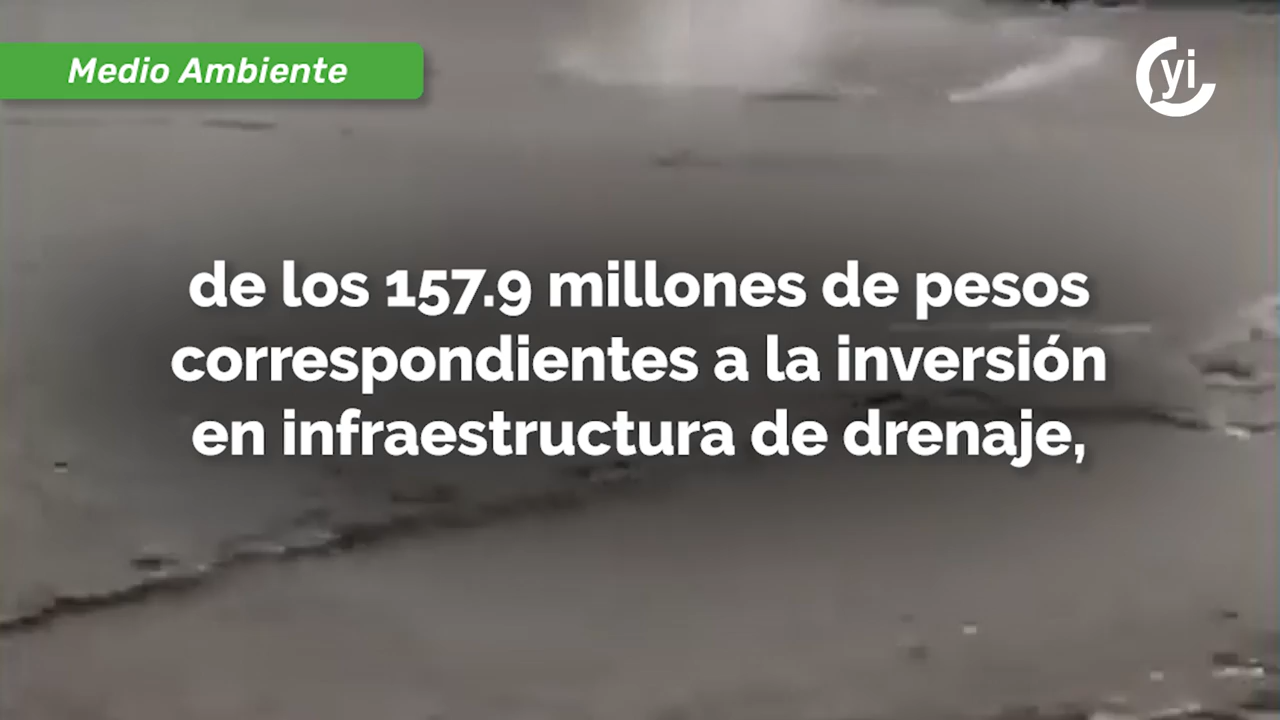 Medio Ambiente
yi
de los 157.9 millones de pesos
correspondientes a la inversión
en infraestructura de drenaje,